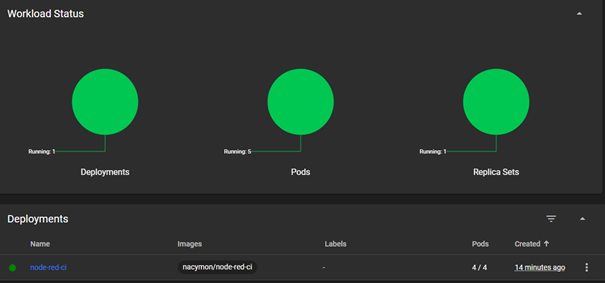 Workload Status
Running: 1
Running: 5
Running: 1
Deployments
Pods
Replica Sets
Deployments
Name Images Labels Pods Created ↑
node-red-ci nacymon/node-red-ci - 4 / 4 14 minutes ago